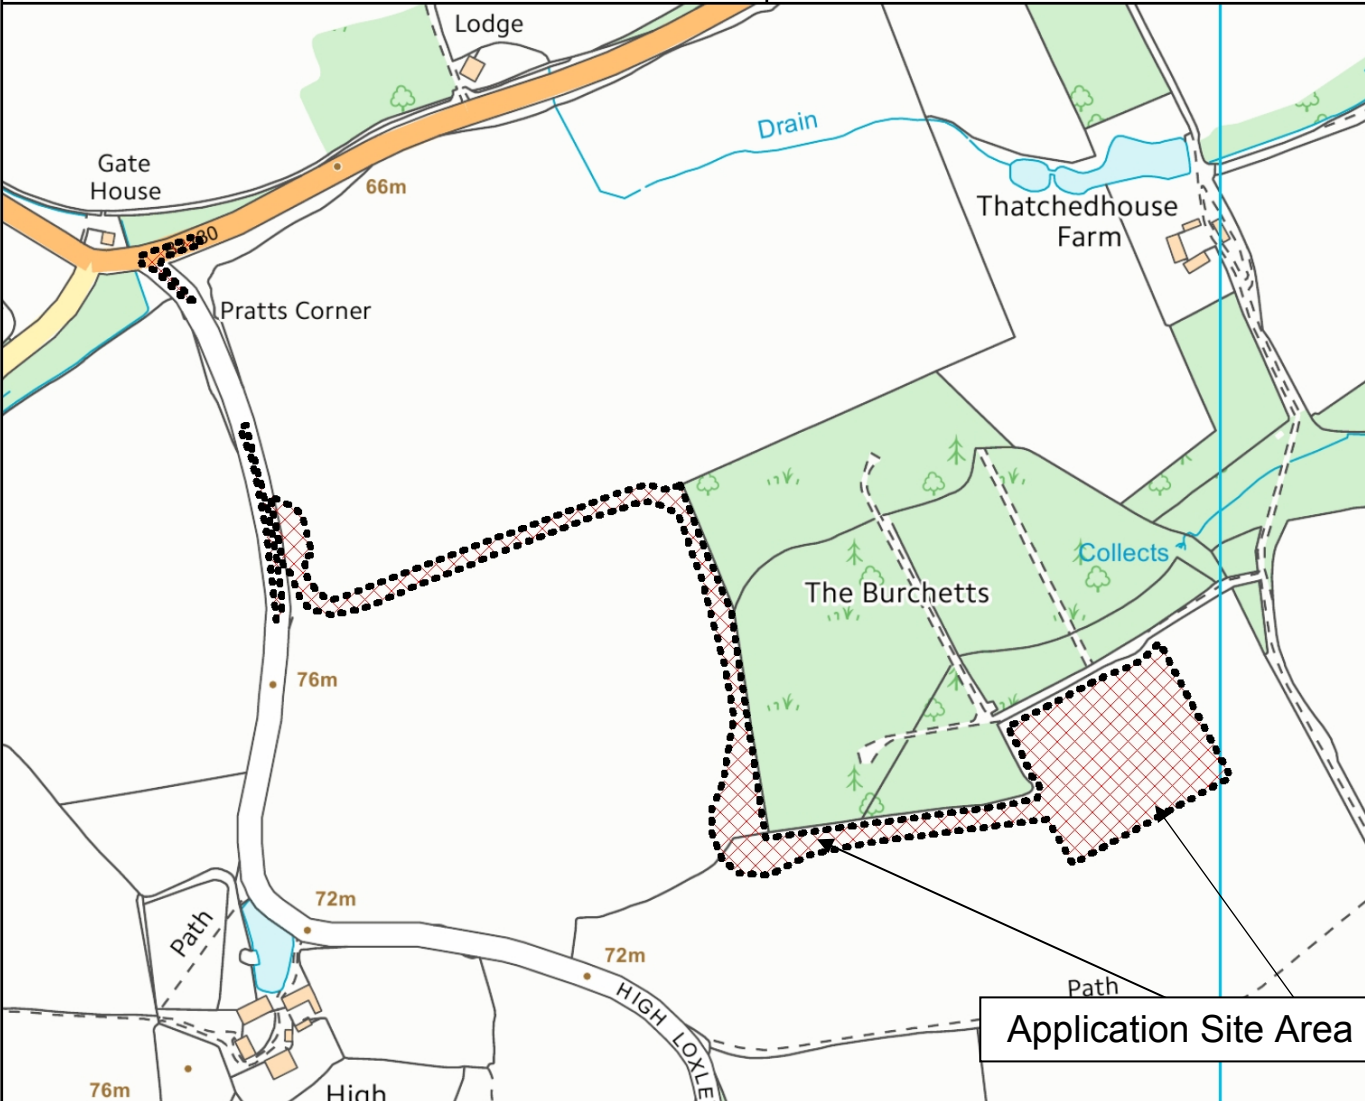 Lodge
Drain
Gate
House
66m
Thatchedhouse
Farm
Pratts Corner
Collects
The Burchetts
76m
72m
Path
72m
Path
HIGH LOXLE
Application Site Area
76m
High